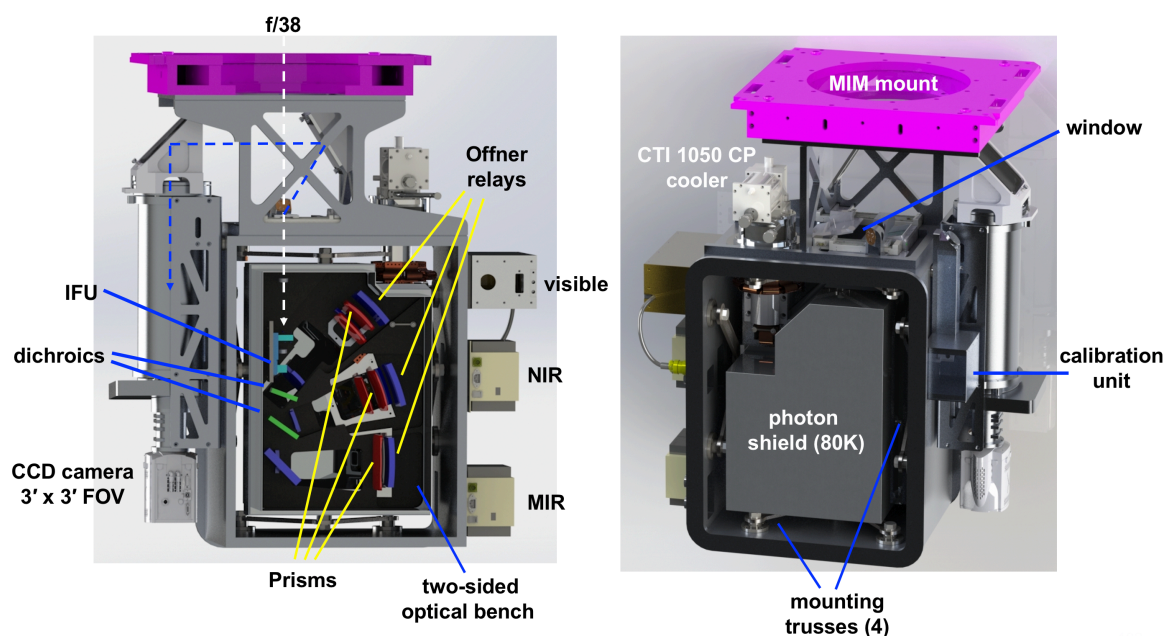 f/38
Offner
relays
IFU
dichroics
visible
NIR
CCD camera
3′ x 3′ FOV
MIR
Prisms
two-sided
optical bench
MIM mount
window
CTI 1050 CP
cooler
calibration
unit
photon
shield (80K)
mounting
trusses (4)